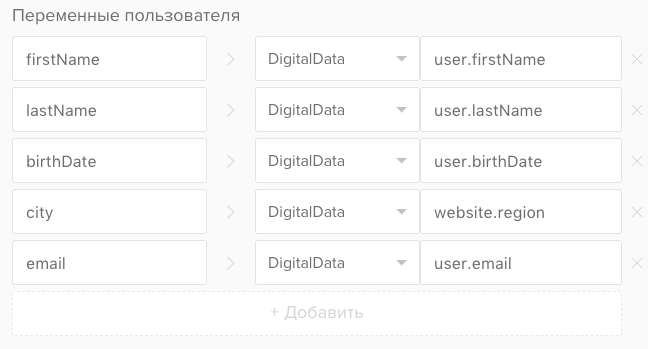 Переменные пользователя
firstName DigitalData user.firstName
lastName DigitalData user.lastName
birthDate DigitalData user.birthDate
city DigitalData website.region
email DigitalData user.email
+ Добавить